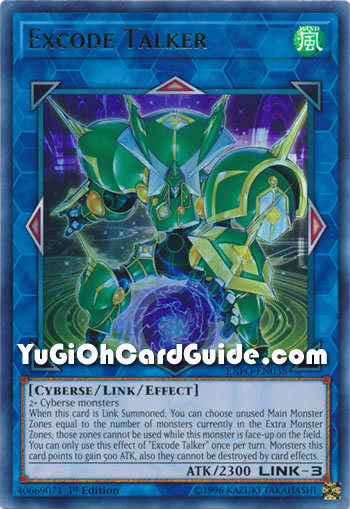 Excode Talker
WIND
風
YuGiOhCardGuide.com
EXFO-EN038
[CYBERSE/LINK/EFFECT]
2+ Cyberse monsters
When this card is Link Summoned: You can choose unused Main Monster
Zones equal to the number of monsters currently in the Extra Monster
Zones; those zones cannot be used while this monster is face-up on the field.
You can only use this effect of "Excode Talker" once per turn. Monsters this
card points to gain 500 ATK, also they cannot be destroyed by card effects.
ATK/2300 LINK-3
40669071 1st Edition ©1996 KAZUKI TAKAHASHI